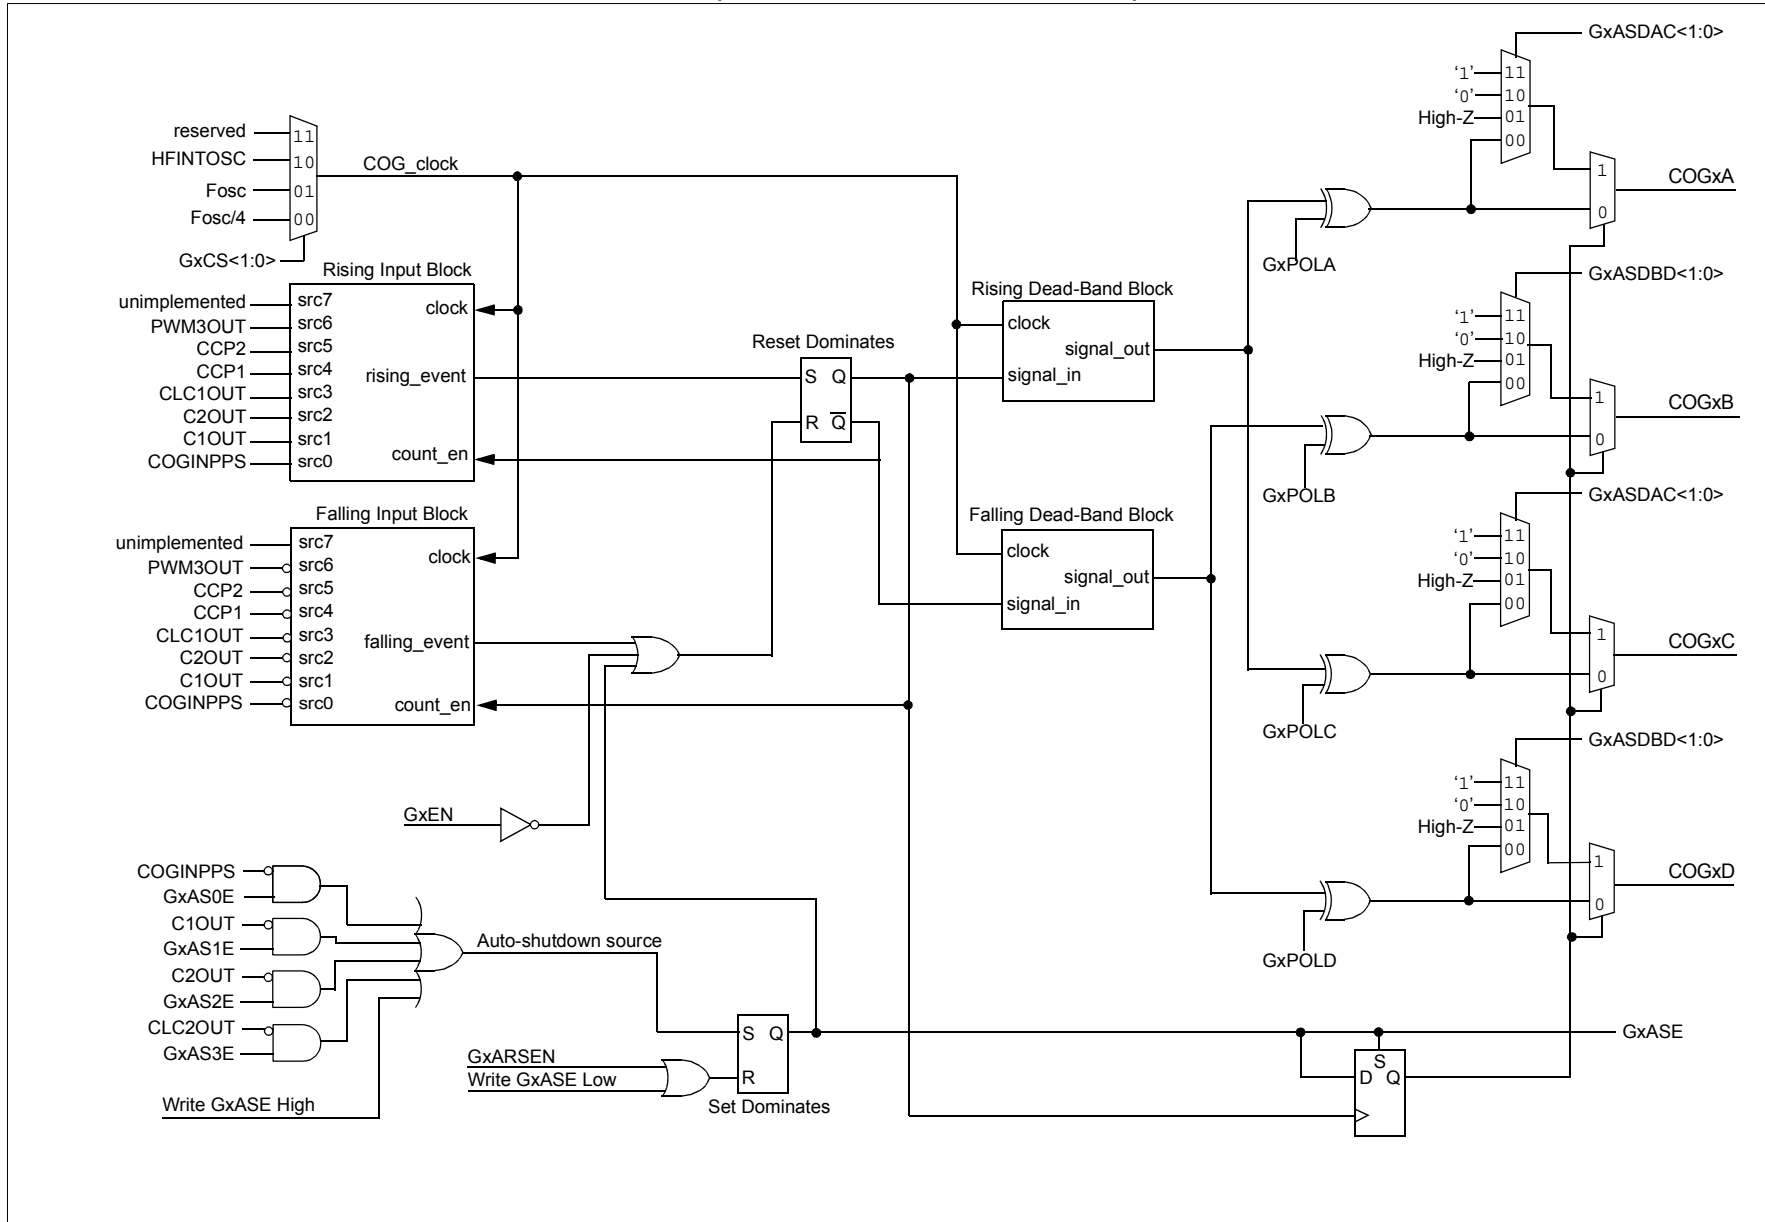 GxASDAC<1:0>
'1' 11
'0' 10
High-Z 01
00
1
0
COGxA
GxPOLA
reserved 11
HFINTOSC 10
Fosc 01
Fosc/4 00
COG_clock
GxCS<1:0>
Rising Input Block
unimplemented src7
PWM3OUT src6
CCP2 src5
CCP1 src4
CLC1OUT src3
C2OUT src2
C1OUT src1
COGINPPS src0
clock
rising_event
count_en
Reset Dominates
S Q
R Q
Rising Dead-Band Block
clock
signal_out
signal_in
GxASDBD<1:0>
'1' 11
'0' 10
High-Z 01
00
1
0
COGxB
GxPOLB
Falling Input Block
unimplemented src7
PWM3OUT src6
CCP2 src5
CCP1 src4
CLC1OUT src3
C2OUT src2
C1OUT src1
COGINPPS src0
clock
falling_event
count_en
Falling Dead-Band Block
clock
signal_out
signal_in
GxASDAC<1:0>
'1' 11
'0' 10
High-Z 01
00
1
0
COGxC
GxPOLC
GxEN
GxASDBD<1:0>
'1' 11
'0' 10
High-Z 01
00
1
0
COGxD
GxPOLD
COGINPPS
GxAS0E
C1OUT
GxAS1E
C2OUT
GxAS2E
CLC2OUT
GxAS3E
Write GxASE High
Auto-shutdown source
GxARSEN
Write GxASE Low
S Q
R
Set Dominates
GxASE
S
D Q